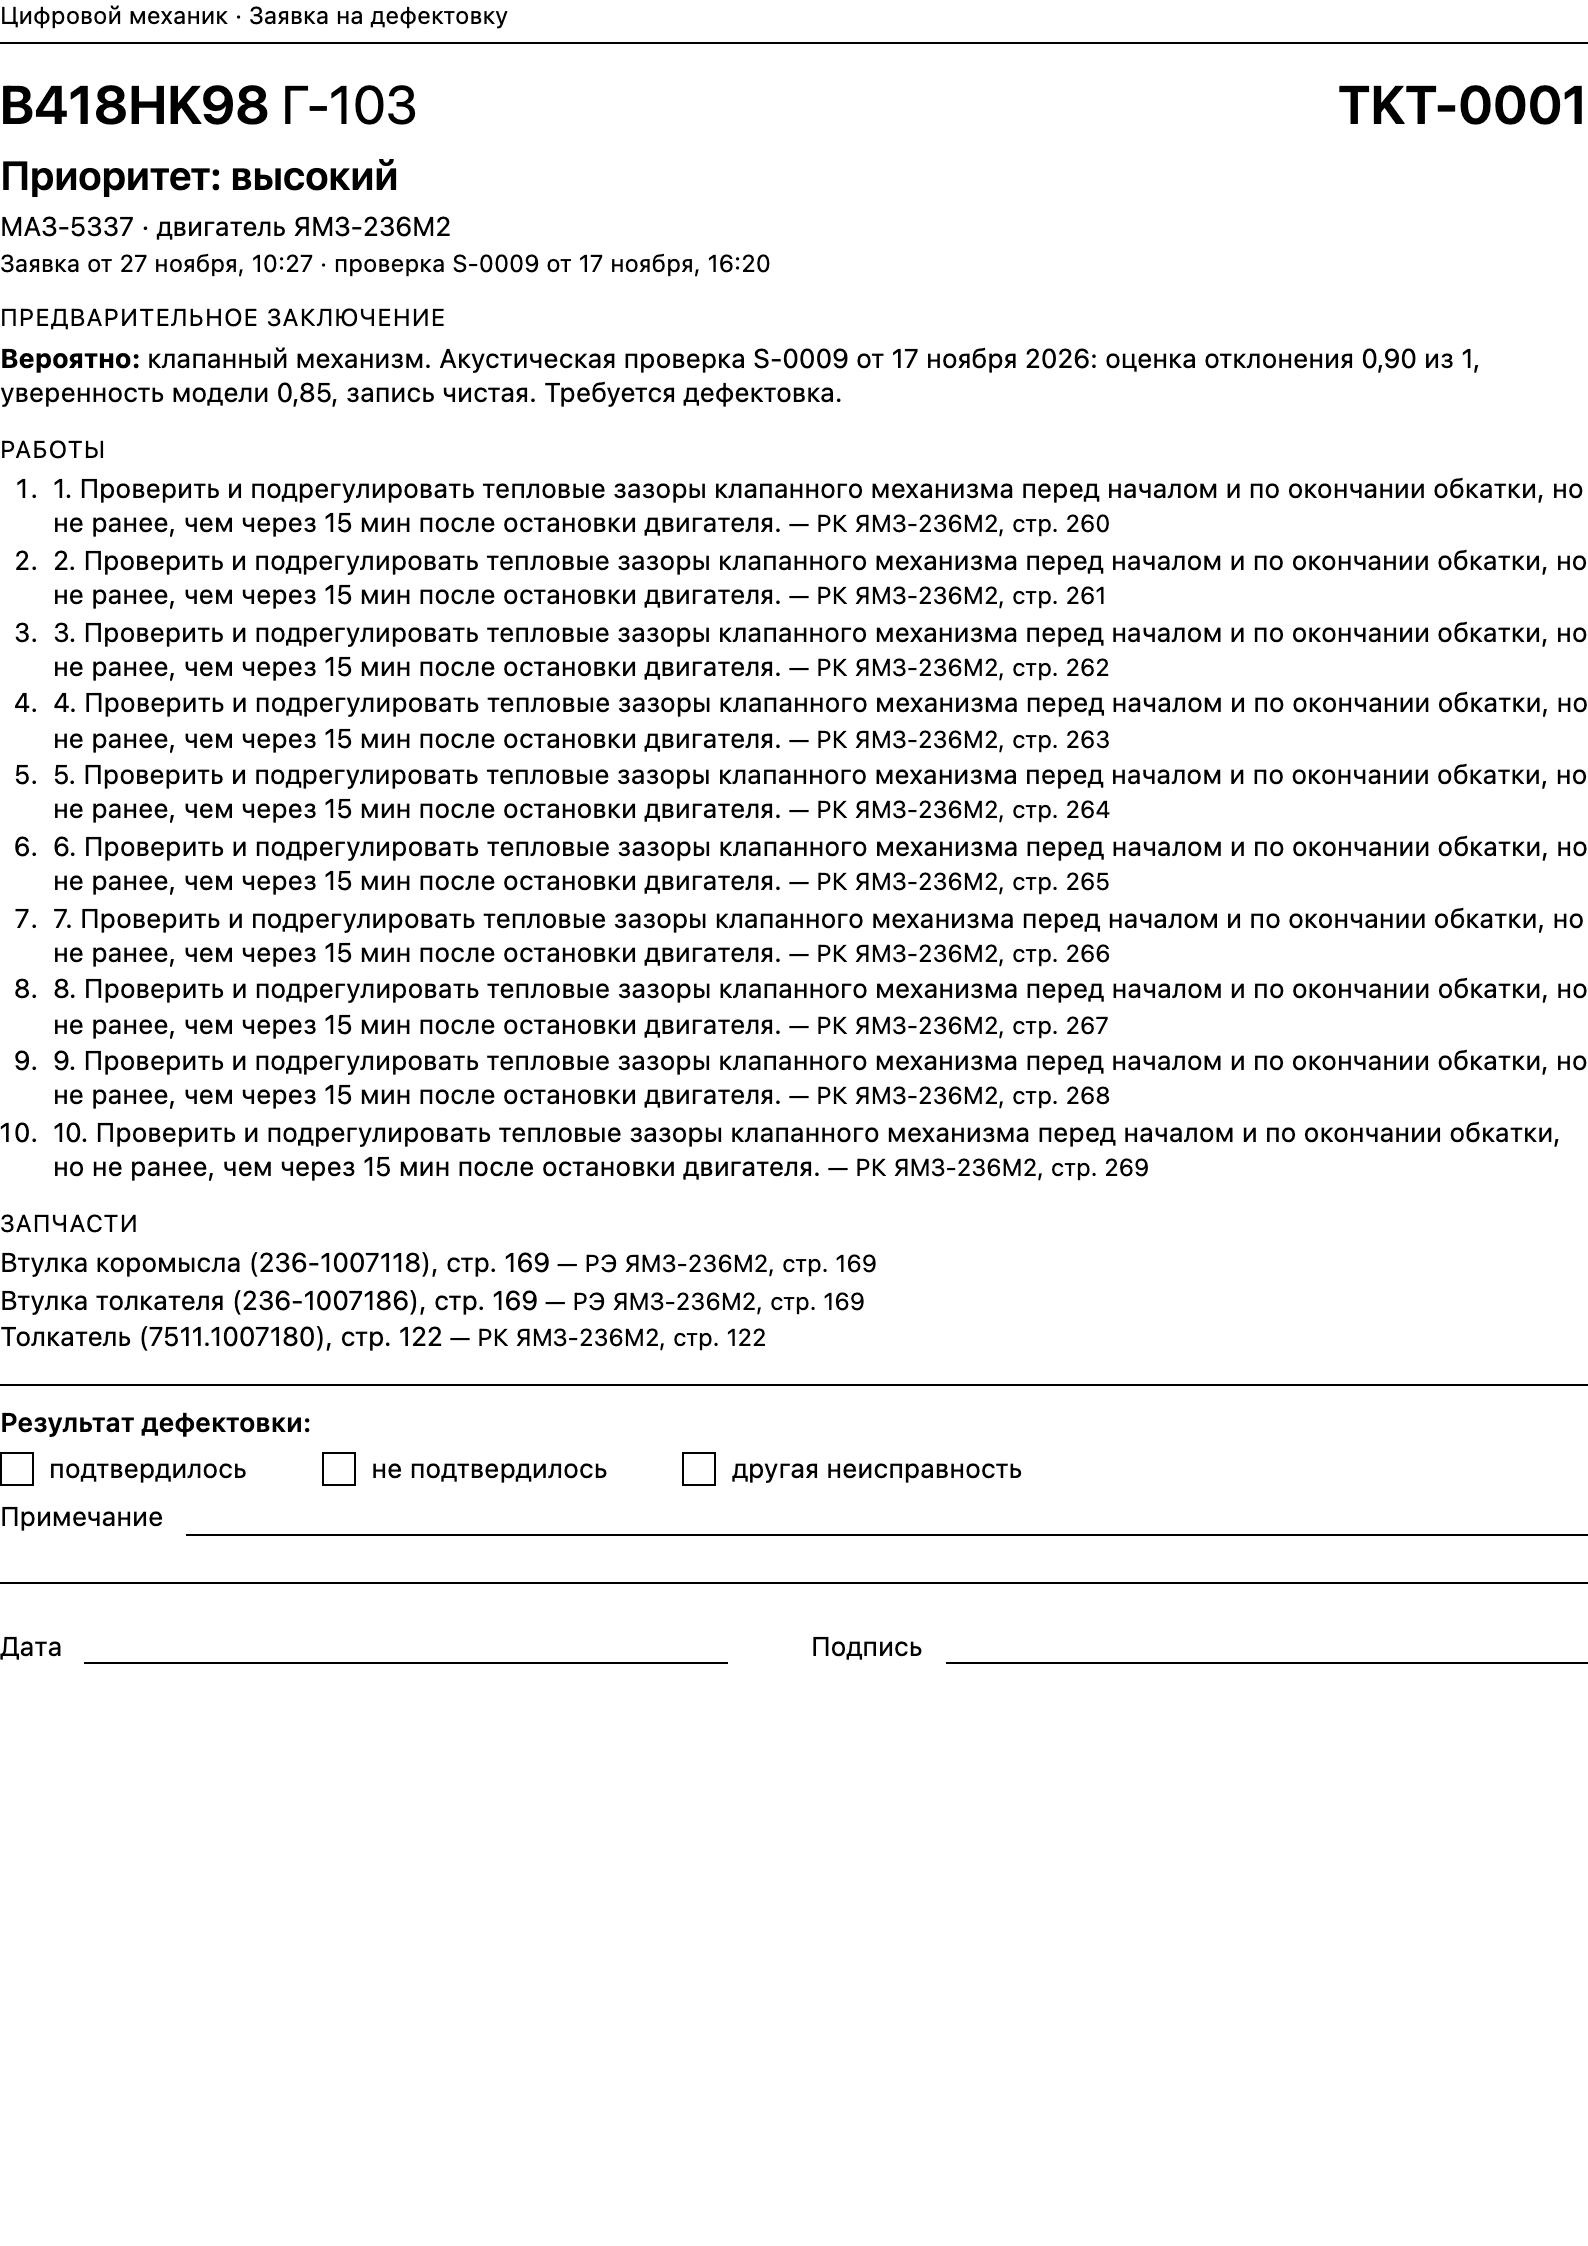 Цифровой механик · Заявка на дефектовку
В418НК98 Г-103
ТКТ-0001
Приоритет: высокий
МАЗ-5337 · двигатель ЯМЗ-236М2
Заявка от 27 ноября, 10:27 · проверка S-0009 от 17 ноября, 16:20
ПРЕДВАРИТЕЛЬНОЕ ЗАКЛЮЧЕНИЕ
Вероятно: клапанный механизм. Акустическая проверка S-0009 от 17 ноября 2026: оценка отклонения 0,90 из 1,
уверенность модели 0,85, запись чистая. Требуется дефектовка.
РАБОТЫ
1. 1. Проверить и подрегулировать тепловые зазоры клапанного механизма перед началом и по окончании обкатки, но
не ранее, чем через 15 мин после остановки двигателя. — РК ЯМЗ-236М2, стр. 260
2. 2. Проверить и подрегулировать тепловые зазоры клапанного механизма перед началом и по окончании обкатки, но
не ранее, чем через 15 мин после остановки двигателя. — РК ЯМЗ-236М2, стр. 261
3. 3. Проверить и подрегулировать тепловые зазоры клапанного механизма перед началом и по окончании обкатки, но
не ранее, чем через 15 мин после остановки двигателя. — РК ЯМЗ-236М2, стр. 262
4. 4. Проверить и подрегулировать тепловые зазоры клапанного механизма перед началом и по окончании обкатки, но
не ранее, чем через 15 мин после остановки двигателя. — РК ЯМЗ-236М2, стр. 263
5. 5. Проверить и подрегулировать тепловые зазоры клапанного механизма перед началом и по окончании обкатки, но
не ранее, чем через 15 мин после остановки двигателя. — РК ЯМЗ-236М2, стр. 264
6. 6. Проверить и подрегулировать тепловые зазоры клапанного механизма перед началом и по окончании обкатки, но
не ранее, чем через 15 мин после остановки двигателя. — РК ЯМЗ-236М2, стр. 265
7. 7. Проверить и подрегулировать тепловые зазоры клапанного механизма перед началом и по окончании обкатки, но
не ранее, чем через 15 мин после остановки двигателя. — РК ЯМЗ-236М2, стр. 266
8. 8. Проверить и подрегулировать тепловые зазоры клапанного механизма перед началом и по окончании обкатки, но
не ранее, чем через 15 мин после остановки двигателя. — РК ЯМЗ-236М2, стр. 267
9. 9. Проверить и подрегулировать тепловые зазоры клапанного механизма перед началом и по окончании обкатки, но
не ранее, чем через 15 мин после остановки двигателя. — РК ЯМЗ-236М2, стр. 268
10. 10. Проверить и подрегулировать тепловые зазоры клапанного механизма перед началом и по окончании обкатки,
но не ранее, чем через 15 мин после остановки двигателя. — РК ЯМЗ-236М2, стр. 269
ЗАПЧАСТИ
Втулка коромысла (236-1007118), стр. 169 — РЭ ЯМЗ-236М2, стр. 169
Втулка толкателя (236-1007186), стр. 169 — РЭ ЯМЗ-236М2, стр. 169
Толкатель (7511.1007180), стр. 122 — РК ЯМЗ-236М2, стр. 122
Результат дефектовки:
подтвердилось не подтвердилось другая неисправность
Примечание
Дата Подпись